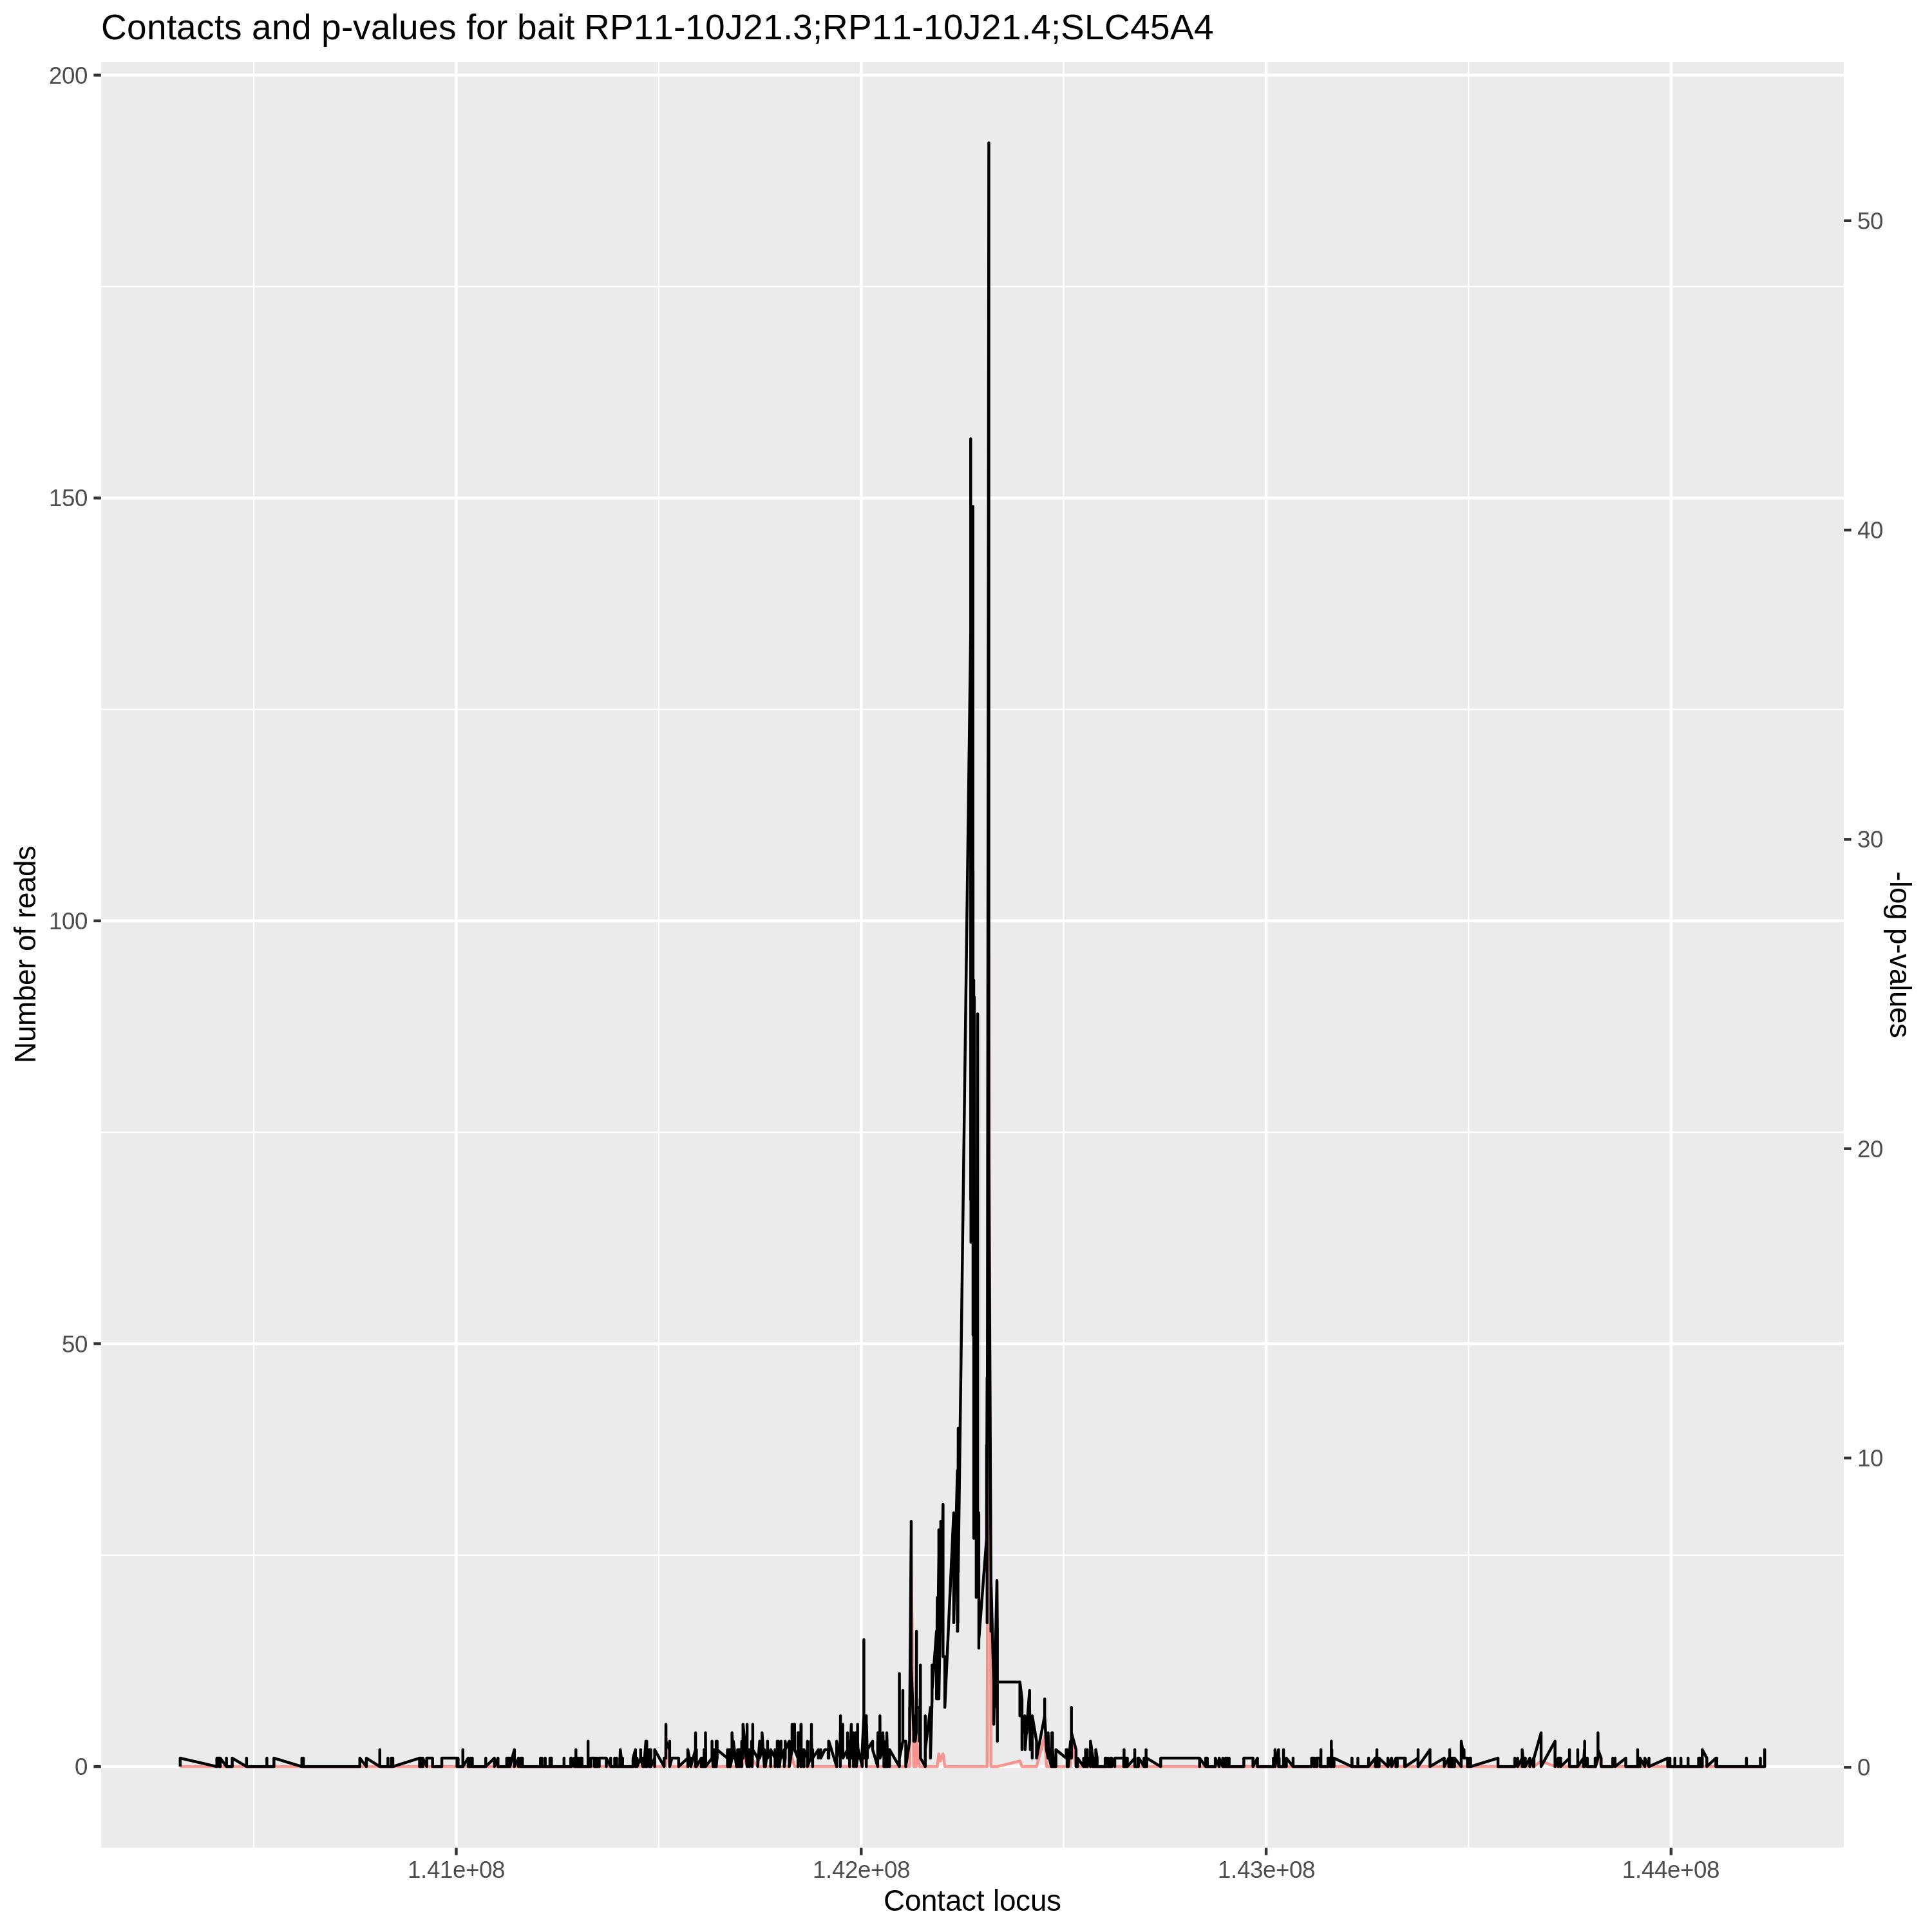 Contacts and p-values for bait RP11-10J21.3;RP11-10J21.4;SLC45A4
200
150
100
50
0
Number of reads
50
40
30
20
10
0
-log p-values
1.41e+08
1.42e+08
1.43e+08
1.44e+08
Contact locus